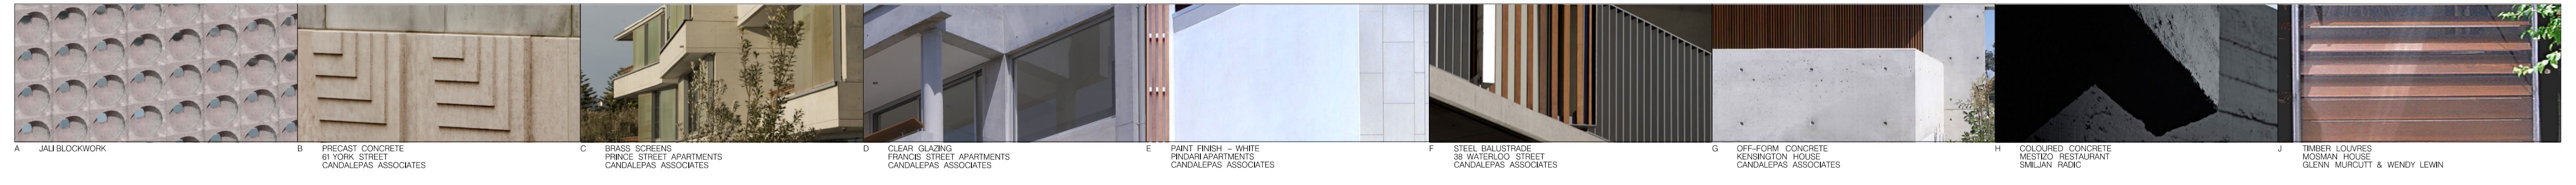 A JALI BLOCKWORK
B PRECAST CONCRETE
61 YORK STREET
CANDALEPAS ASSOCIATES
C BRASS SCREENS
PRINCE STREET APARTMENTS
CANDALEPAS ASSOCIATES
D CLEAR GLAZING
FRANCIS STREET APARTMENTS
CANDALEPAS ASSOCIATES
E PAINT FINISH - WHITE
PINDARI APARTMENTS
CANDALEPAS ASSOCIATES
F STEEL BALUSTRADE
38 WATERLOO STREET
CANDALEPAS ASSOCIATES
G OFF-FORM CONCRETE
KENSINGTON HOUSE
CANDALEPAS ASSOCIATES
H COLOURED CONCRETE
MESTIZO RESTAURANT
SMILJAN RADIC
J TIMBER LOUVRES
MOSMAN HOUSE
GLENN MURCUTT & WENDY LEWIN